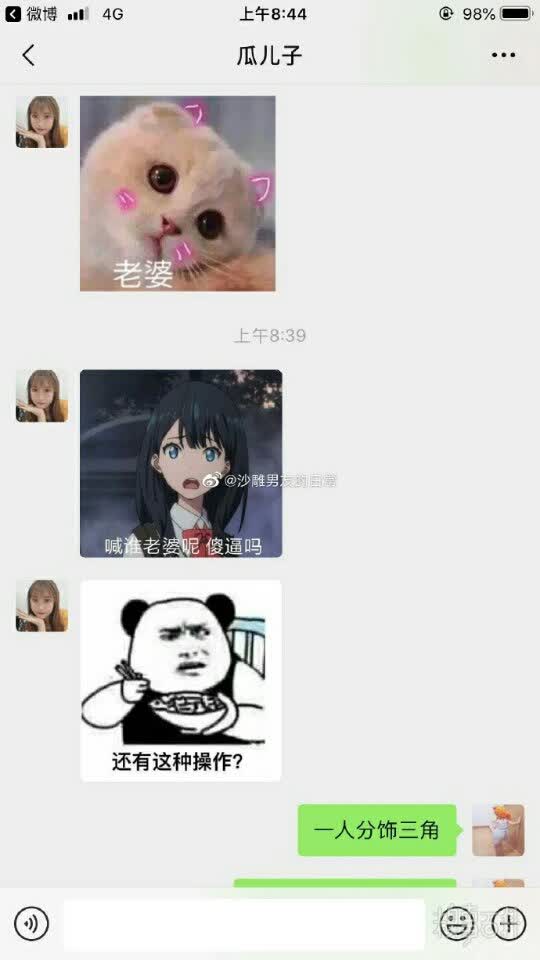 微博 4G 上午8:44 98%
瓜儿子
老婆
上午8:39
@沙雕男友的日常
喊谁老婆呢 傻逼吗
还有这种操作?
一人分饰三角